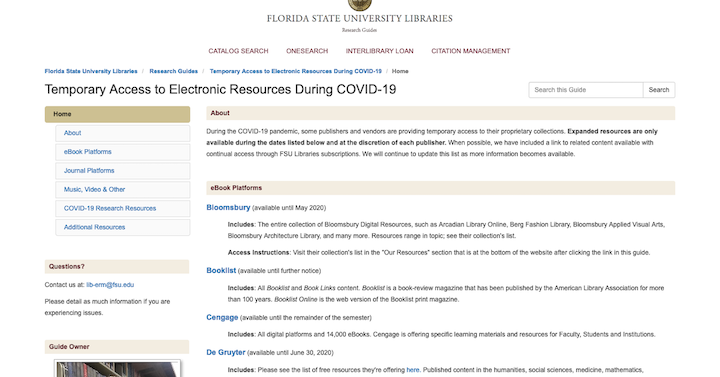 FLORIDA STATE UNIVERSITY LIBRARIES
Research Guides
CATALOG SEARCH ONESEARCH INTERLIBRARY LOAN CITATION MANAGEMENT
Florida State University Libraries / Research Guides / Temporary Access to Electronic Resources During COVID-19 / Home
Temporary Access to Electronic Resources During COVID-19
Search this Guide Search
Home
About
eBook Platforms
Journal Platforms
Music, Video & Other
COVID-19 Research Resources
Additional Resources
Questions?
Contact us at: lib-erm@fsu.edu
Please detail as much information if you are
experiencing issues.
Guide Owner
About
During the COVID-19 pandemic, some publishers and vendors are providing temporary access to their proprietary collections. Expanded resources are only
available during the dates listed below and at the discretion of each publisher. When possible, we have included a link to related content available with
continual access through FSU Libraries subscriptions. We will continue to update this list as more information becomes available.
eBook Platforms
Bloomsbury (available until May 2020)
Includes: The entire collection of Bloomsbury Digital Resources, such as Arcadian Library Online, Berg Fashion Library, Bloomsbury Applied Visual Arts,
Bloomsbury Architecture Library, and many more. Resources range in topic; see their collection's list.
Access Instructions: Visit their collection's list in the "Our Resources" section that is at the bottom of the website after clicking the link in this guide.
Booklist (available until further notice)
Includes: All Booklist and Book Links content. Booklist is a book-review magazine that has been published by the American Library Association for more
than 100 years. Booklist Online is the web version of the Booklist print magazine.
Cengage (available until the remainder of the semester)
Includes: All digital platforms and 14,000 eBooks. Cengage is offering specific learning materials and resources for Faculty, Students and Institutions.
De Gruyter (available until June 30, 2020)
Includes: Please see the list of free resources they're offering here. Published content in the humanities, social sciences, medicine, mathematics,